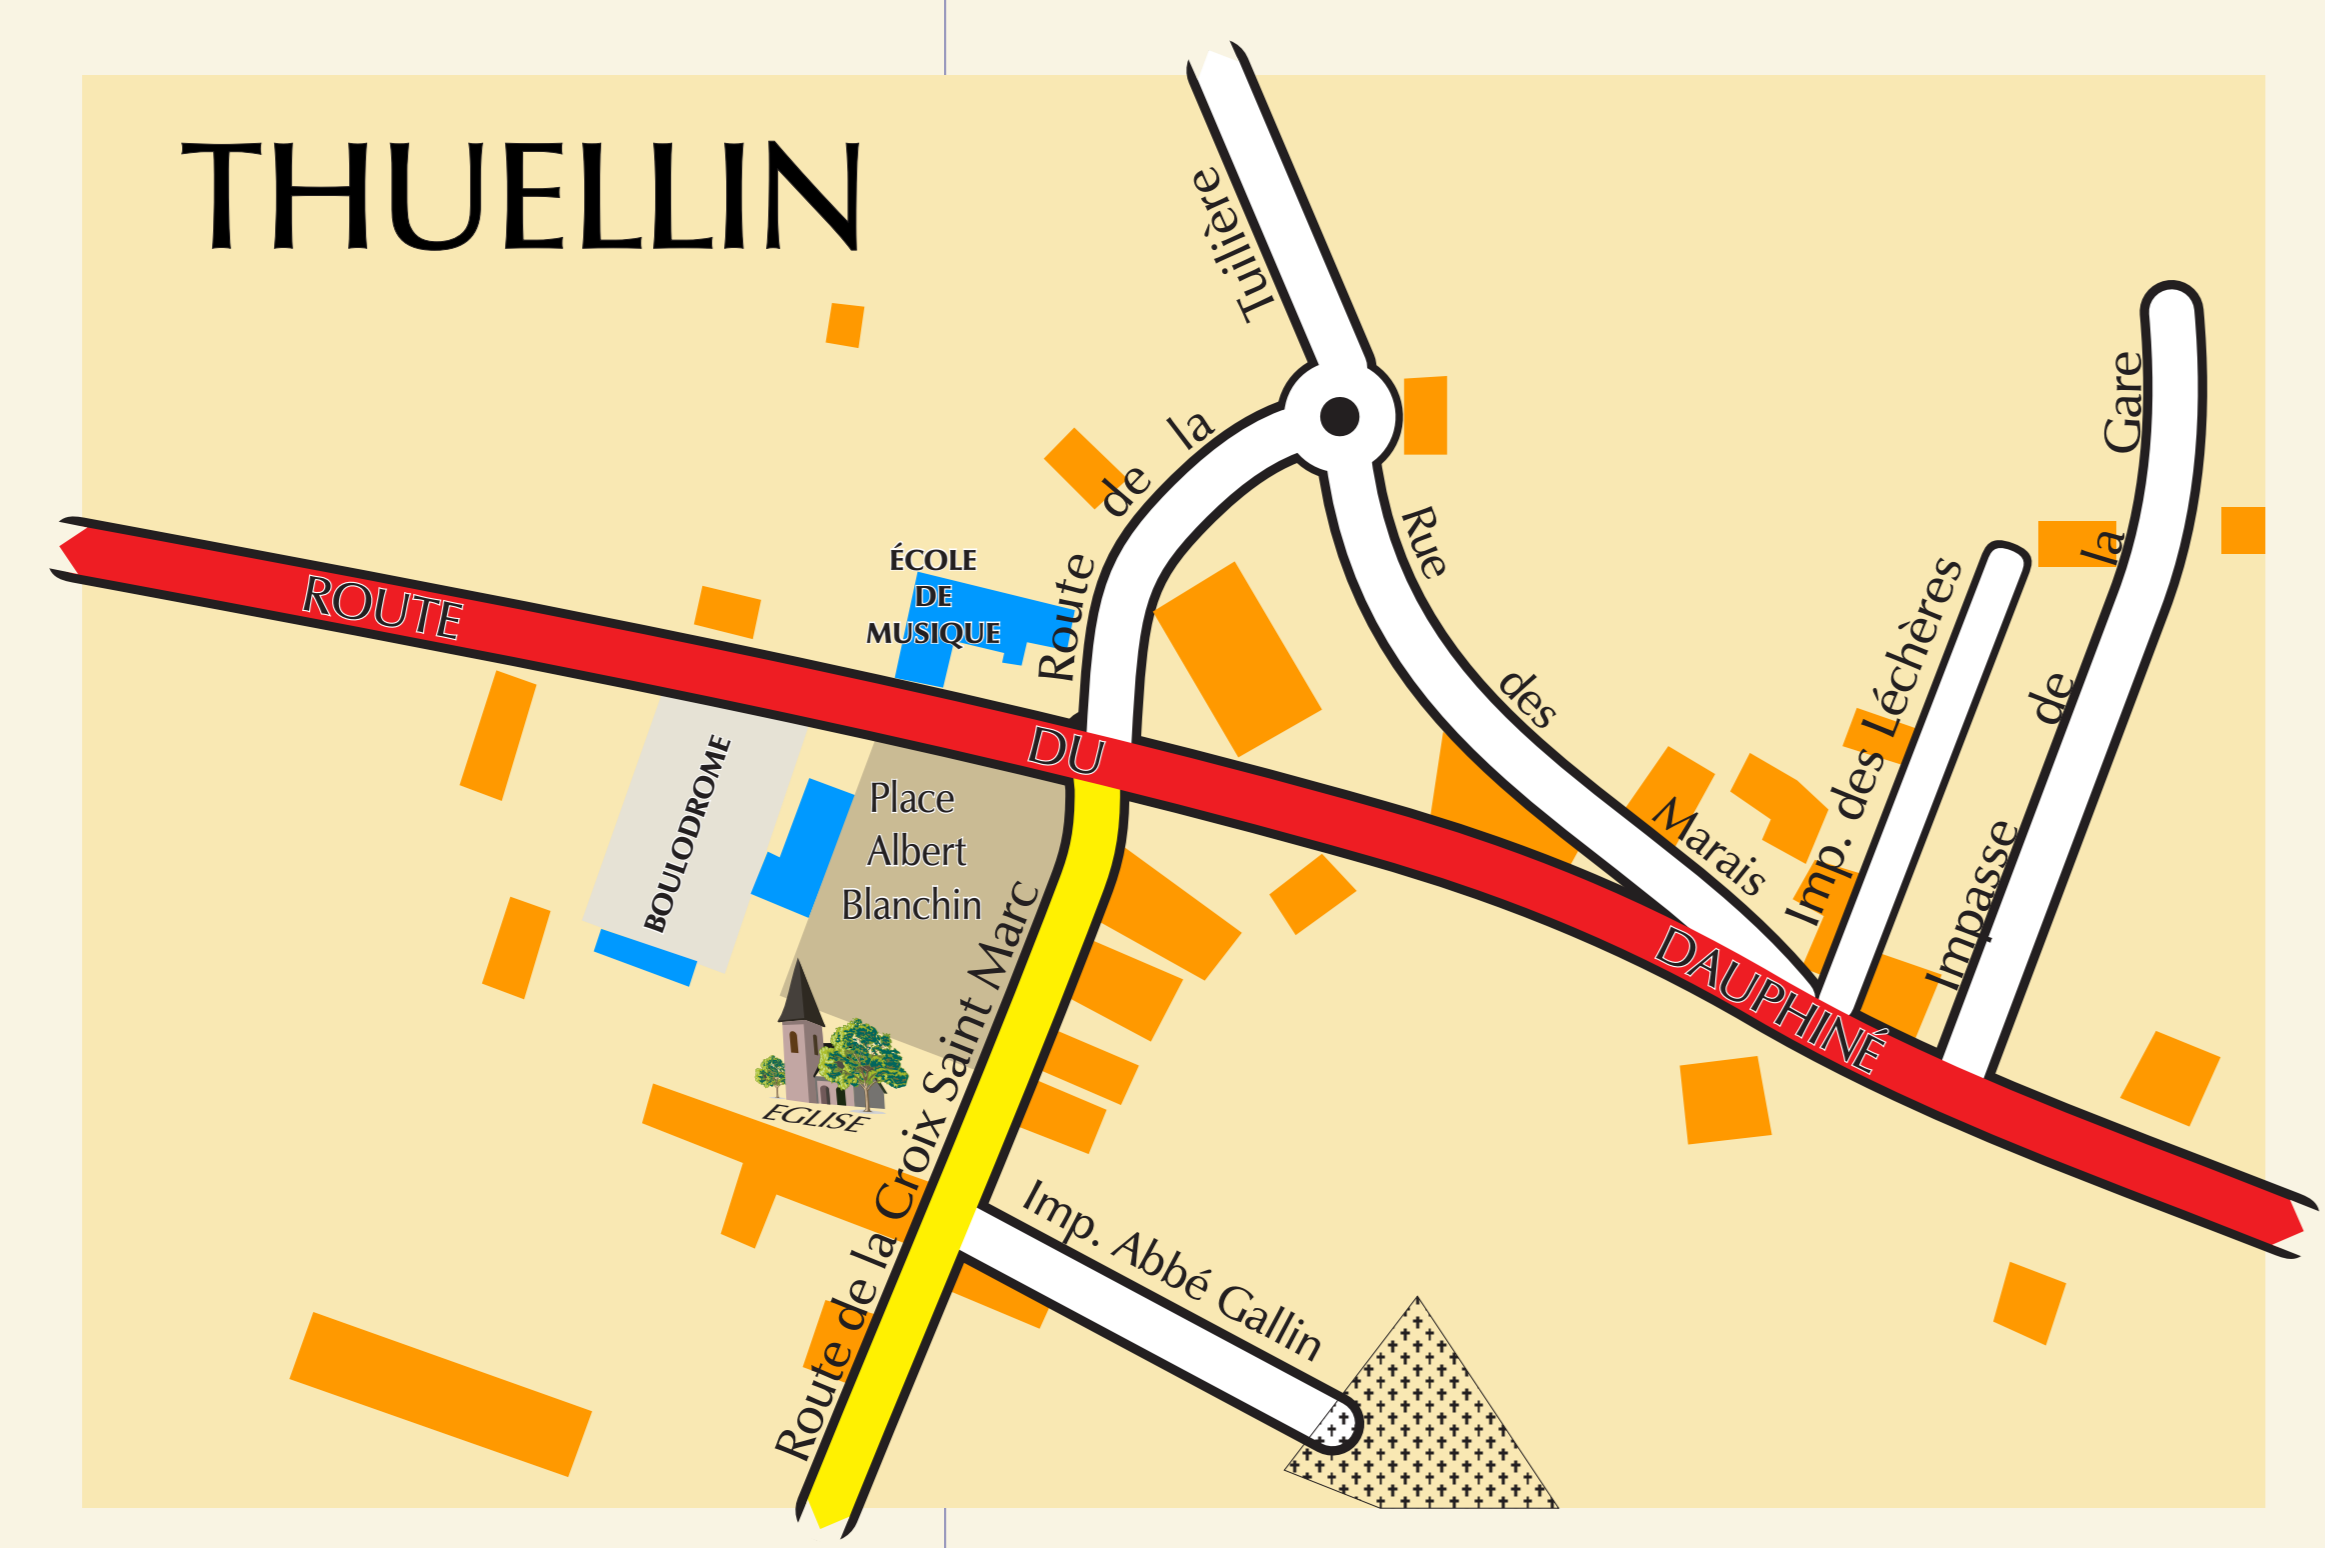 THUELLIN
Route de la Tuilière
ÉCOLE
DE
MUSIQUE
Rue des Marais
Imp. des Léchères
Impasse de la Gare
ROUTE DU DAUPHINÉ
BOULODROME
Place
Albert
Blanchin
EGLISE
Route de la Croix Saint Marc
Imp. Abbé Gallin